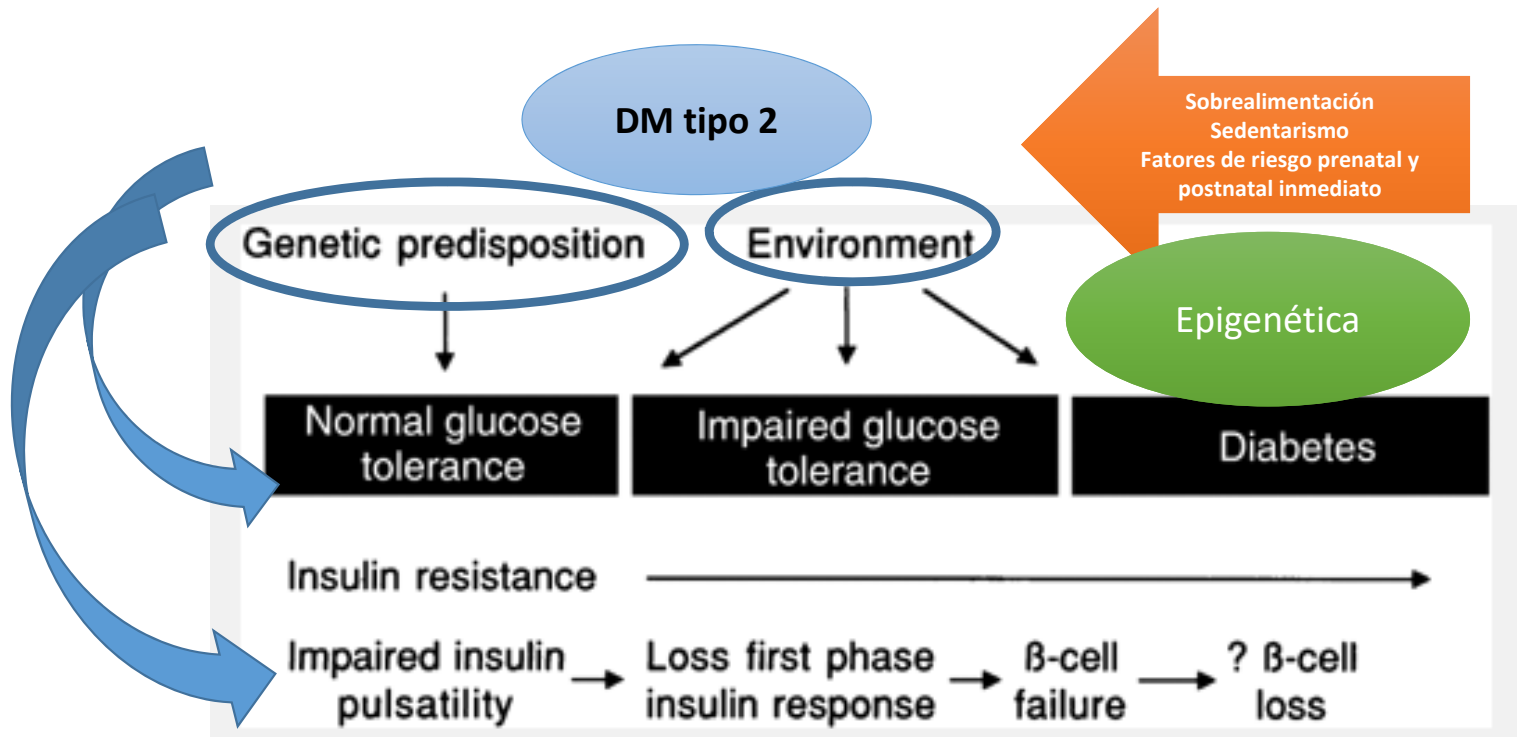 DM tipo 2
Sobrealimentación
Sedentarismo
Fatores de riesgo prenatal y
postnatal inmediato
Genetic predisposition
Environment
Epigenética
Normal glucose
tolerance
Impaired glucose
tolerance
Diabetes
Insulin resistance
Impaired insulin
pulsatility
Loss first phase
insulin response
ß-cell
failure
? ß-cell
loss